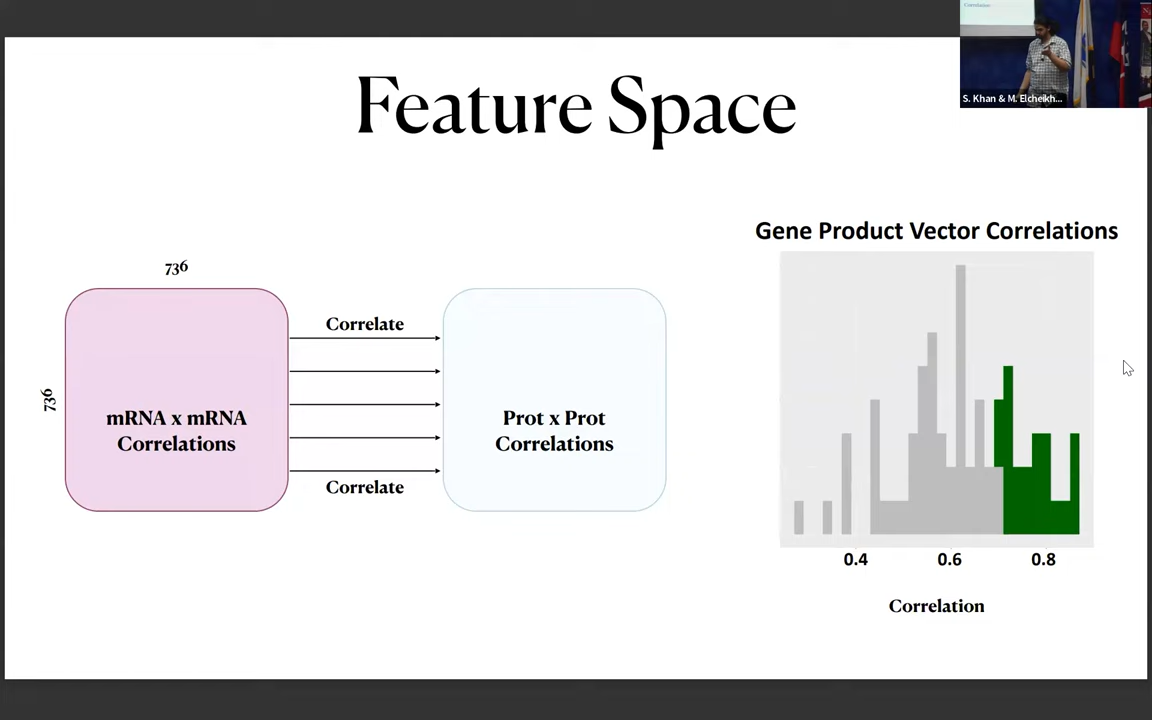 Feature Space
S. Khan & M. Elcheikh...
Correlation
736
736
mRNA x mRNA
Correlations
Correlate
Correlate
Prot x Prot
Correlations
Gene Product Vector Correlations
0.4 0.6 0.8
Correlation